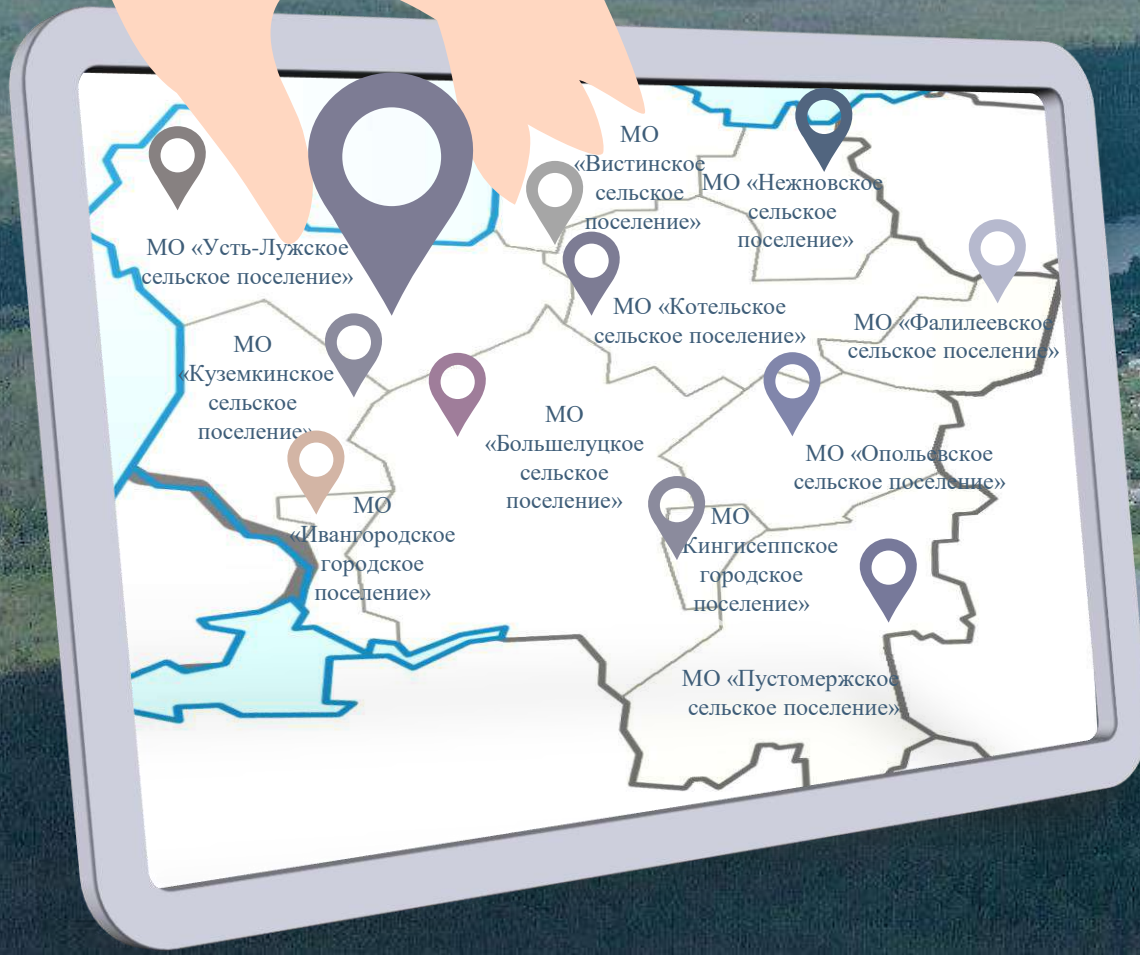 МО
«Вистинское
сельское
поселение»
МО «Нежновское
сельское
поселение»
МО «Усть-Лужское
сельское поселение»
МО «Котельское
сельское поселение»
МО «Фалилеевское
сельское поселение»
МО
«Куземкинское
сельское
поселение»
МО
«Большелуцкое
сельское
поселение»
МО «Опольевское
сельское поселение»
МО
«Ивангородское
городское
поселение»
МО
Кингисеппское
городское
поселение»
МО «Пустомержское
сельское поселение»